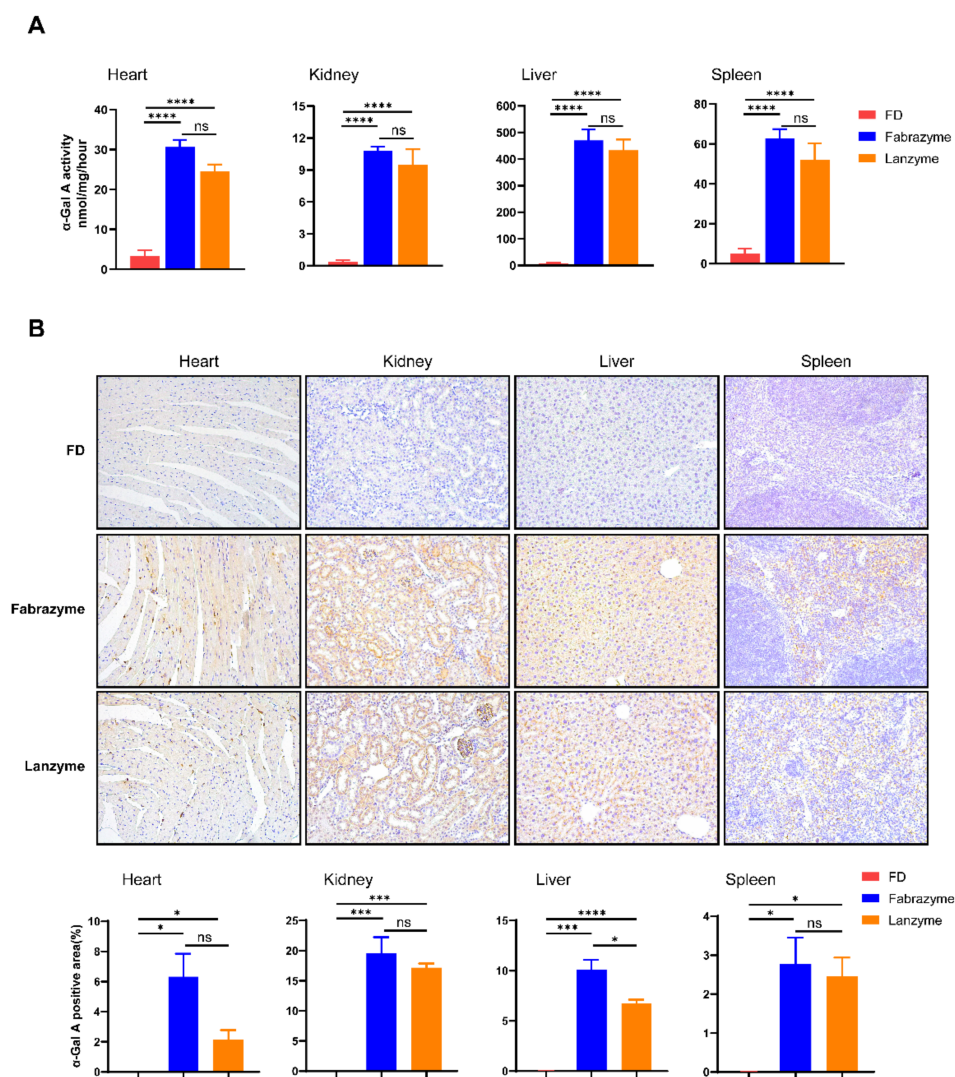 A
Heart
Kidney
Liver
Spleen
α-Gal A activity
nmol/mg/hour
40
30
20
10
0
****
****
ns
15
12
9
6
3
0
****
****
ns
600
500
400
300
200
100
0
****
****
ns
80
60
40
20
0
****
****
ns
FD
Fabrazyme
Lanzyme
B
Heart
Kidney
Liver
Spleen
FD
Fabrazyme
Lanzyme
Heart
Kidney
Liver
Spleen
α-Gal A positive area(%)
10
8
6
4
2
0
*
*
ns
25
20
15
10
5
0
***
***
ns
15
10
5
0
****
***
*
4
3
2
1
0
*
*
ns
FD
Fabrazyme
Lanzyme